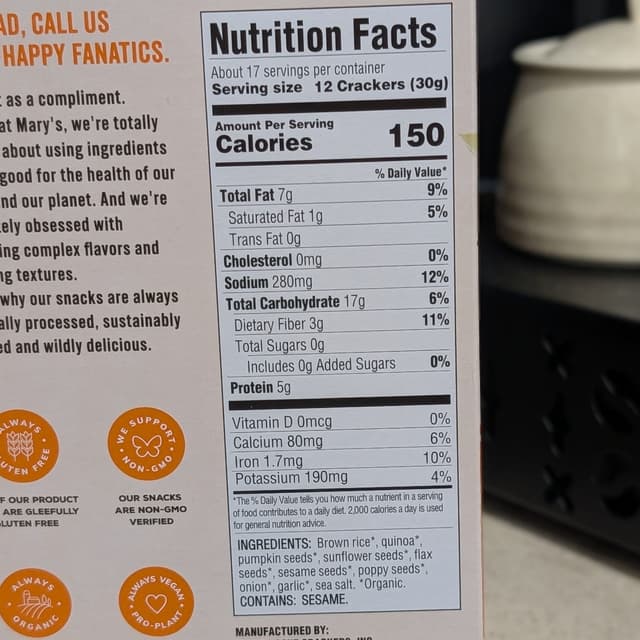 AD, CALL US
HAPPY FANATICS.
as a compliment.
at Mary's, we're totally
about using ingredients
good for the health of our
nd our planet. And we're
ely obsessed with
ing complex flavors and
ng textures.
why our snacks are always
ally processed, sustainably
ed and wildly delicious.
ALWAYS
GLUTEN FREE
F OUR PRODUCT
ARE GLEEFULLY
LUTEN FREE
WE SUPPORT
NON-GMO
OUR SNACKS
ARE NON-GMO
VERIFIED
ALWAYS
ORGANIC
ALWAYS VEGAN
PRO-PLANT
Nutrition Facts
About 17 servings per container
Serving size 12 Crackers (30g)
Amount Per Serving
Calories 150
% Daily Value*
Total Fat 7g 9%
Saturated Fat 1g 5%
Trans Fat 0g
Cholesterol 0mg 0%
Sodium 280mg 12%
Total Carbohydrate 17g 6%
Dietary Fiber 3g 11%
Total Sugars 0g
Includes 0g Added Sugars 0%
Protein 5g
Vitamin D 0mcg 0%
Calcium 80mg 6%
Iron 1.7mg 10%
Potassium 190mg 4%
*The % Daily Value tells you how much a nutrient in a serving
of food contributes to a daily diet. 2,000 calories a day is used
for general nutrition advice.
INGREDIENTS: Brown rice*, quinoa*,
pumpkin seeds*, sunflower seeds*, flax
seeds*, sesame seeds*, poppy seeds*,
onion*, garlic*, sea salt. *Organic.
CONTAINS: SESAME.
MANUFACTURED BY: